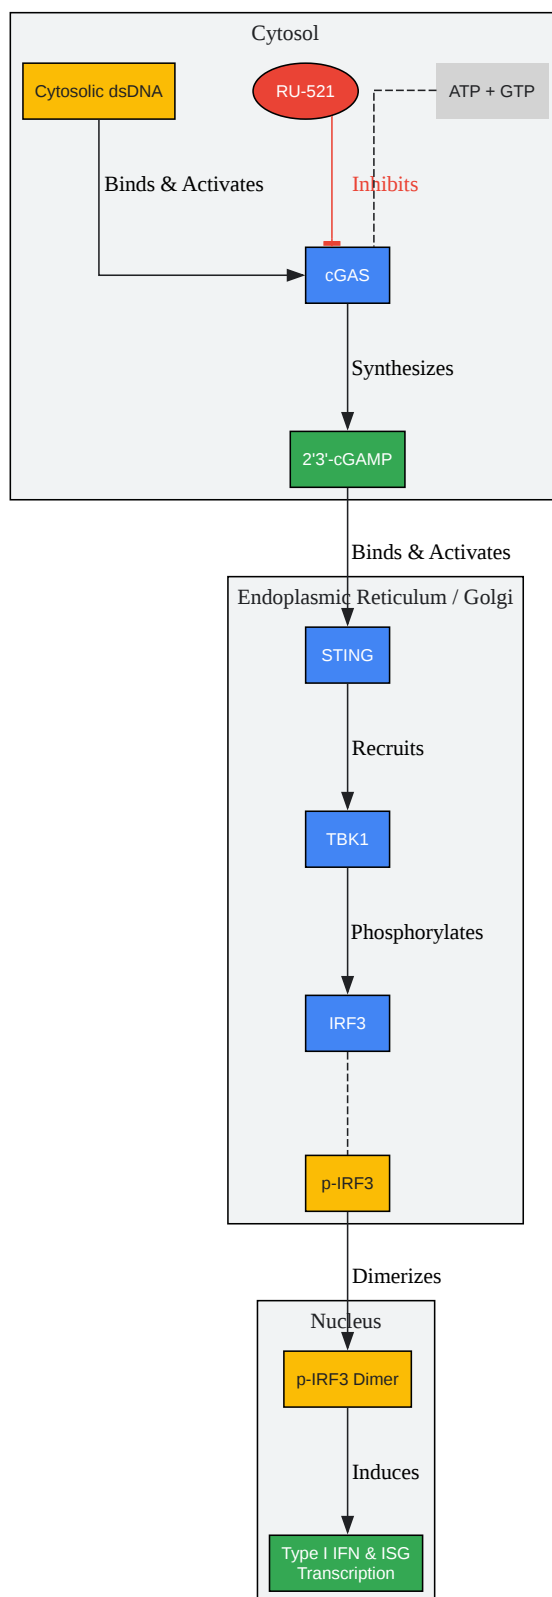 Cytosol
Cytosolic dsDNA
RU-521
ATP + GTP
Binds & Activates
Inhibits
cGAS
Synthesizes
2'3'-cGAMP
Binds & Activates
Endoplasmic Reticulum / Golgi
STING
Recruits
TBK1
Phosphorylates
IRF3
p-IRF3
Dimerizes
Nucleus
p-IRF3 Dimer
Induces
Type I IFN & ISG
Transcription